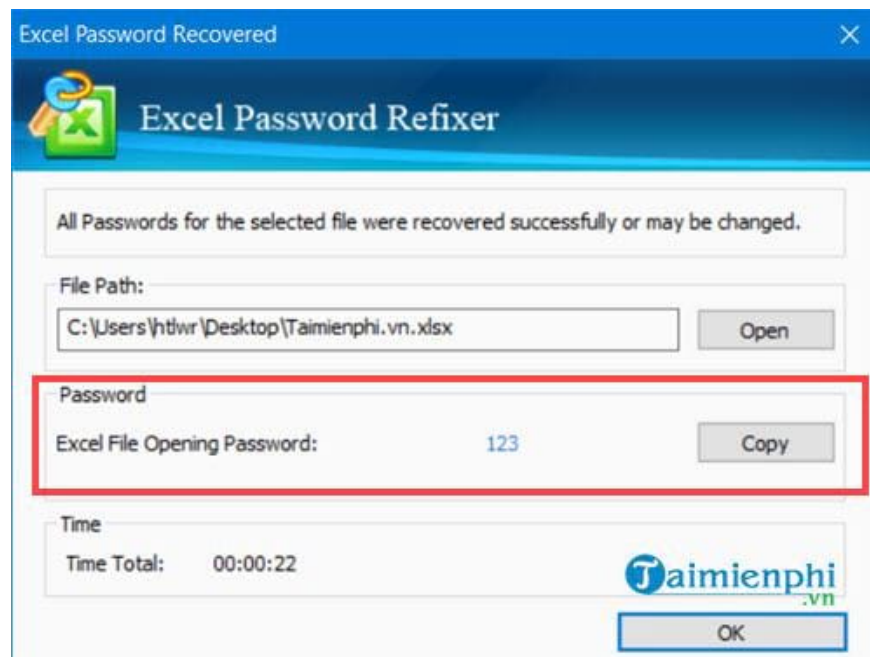 Excel Password Recovered
Excel Password Refixer
All Passwords for the selected file were recovered successfully or may be changed.
File Path:
C:\Users\htlwr\Desktop\Taimienphi.vn.xlsx
Open
Password
Excel File Opening Password: 123 Copy
Time
Time Total: 00:00:22
Taimienphi
.vn
OK